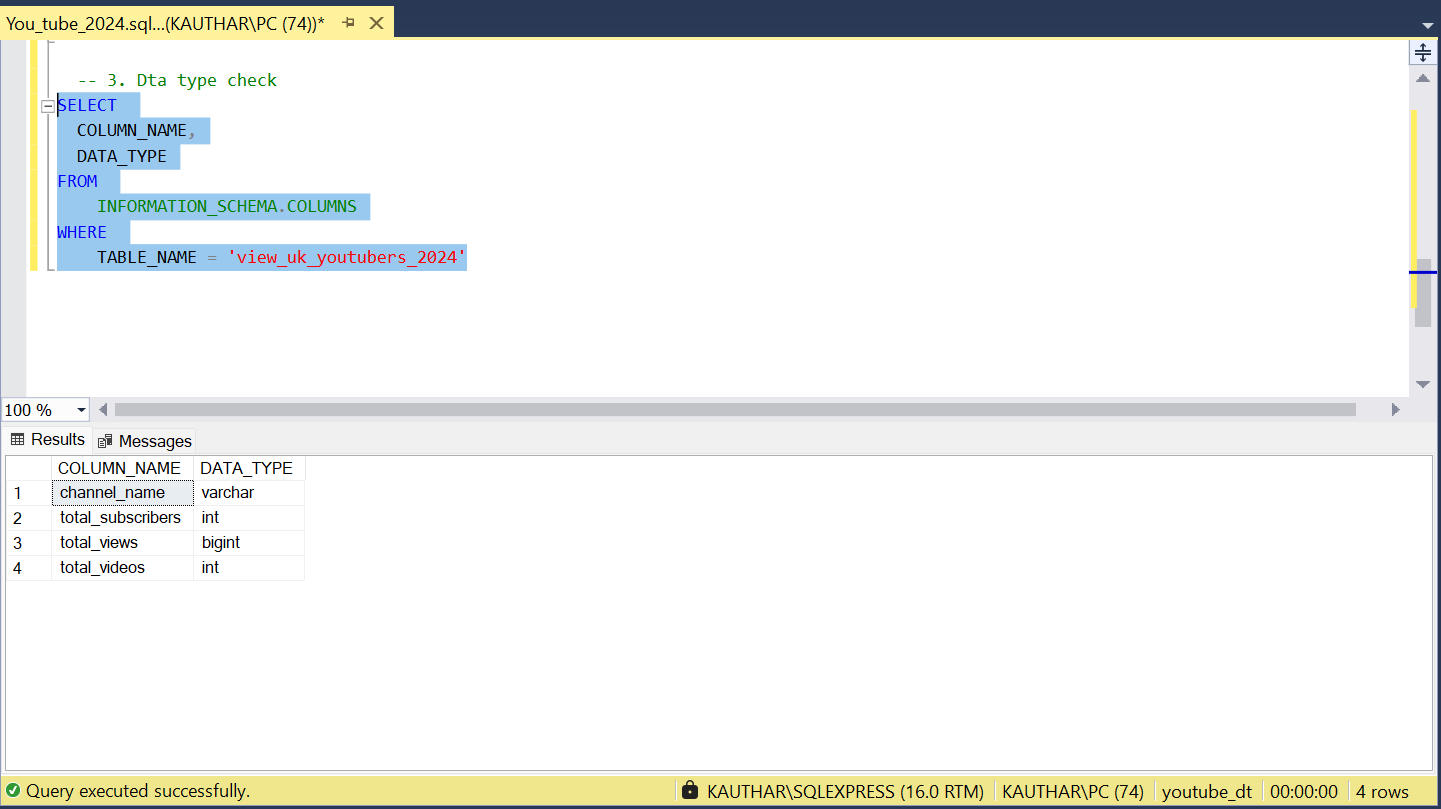 You_tube_2024.sql...(KAUTHAR\PC (74))*
-- 3. Dta type check
SELECT
COLUMN_NAME,
DATA_TYPE
FROM
INFORMATION_SCHEMA.COLUMNS
WHERE
TABLE_NAME = 'view_uk_youtubers_2024'
100 %
Results Messages
COLUMN_NAME DATA_TYPE
1 channel_name varchar
2 total_subscribers int
3 total_views bigint
4 total_videos int
Query executed successfully. KAUTHAR\SQLEXPRESS (16.0 RTM) KAUTHAR\PC (74) youtube_dt 00:00:00 4 rows